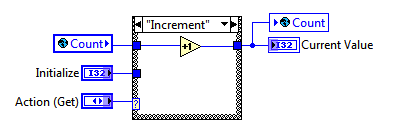 "Increment"
Count
Count
+1
I32
Current Value
Initialize
I32
Action (Get)
?